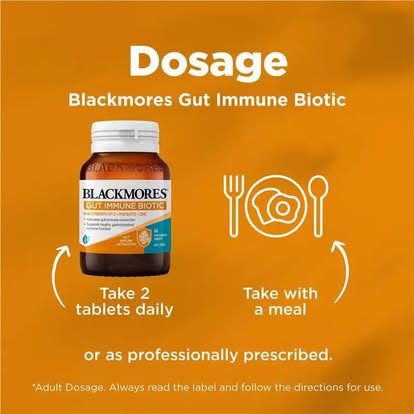 Dosage
Blackmores Gut Immune Biotic
BLACKMORES
BLACKMORES
GUT IMMUNE BIOTIC
Take 2
tablets daily
Take with
a meal
or as professionally prescribed.
*Adult Dosage. Always read the label and follow the directions for use.